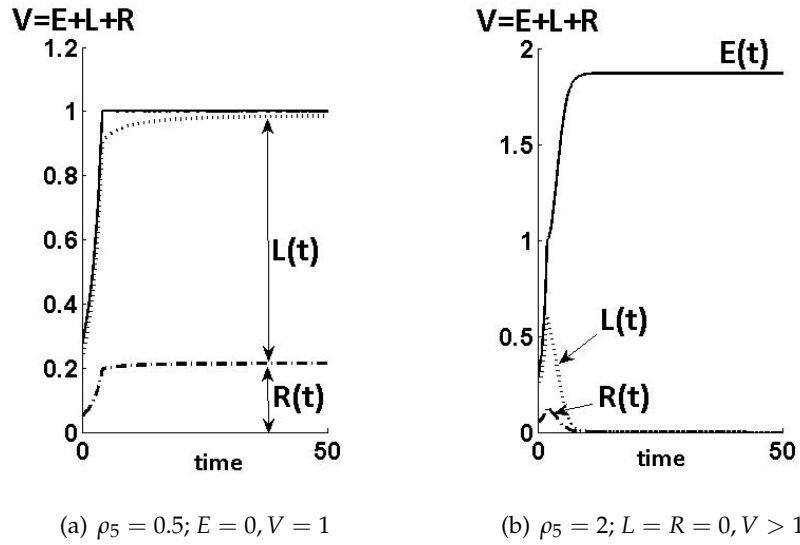 V=E+L+R
1.2
1
0.8
0.6
0.4
0.2
0
L(t)
R(t)
0
time
50
(a) ρ₅ = 0.5; E = 0, V = 1
V=E+L+R
2
1.5
1
0.5
0
E(t)
L(t)
R(t)
0
time
50
(b) ρ₅ = 2; L = R = 0, V > 1